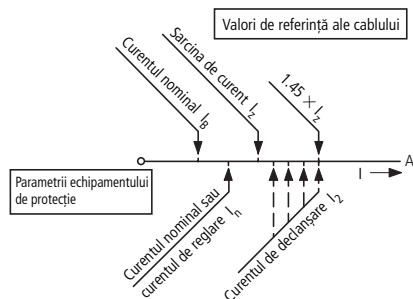 Valori de referință ale cablului
Curentul nominal I_B
Sarcina de curent I_z
1.45 × I_z
A
I
Parametrii echipamentului
de protecție
Curentul nominal sau
curentul de reglare I_n
Curentul de declanșare I_2